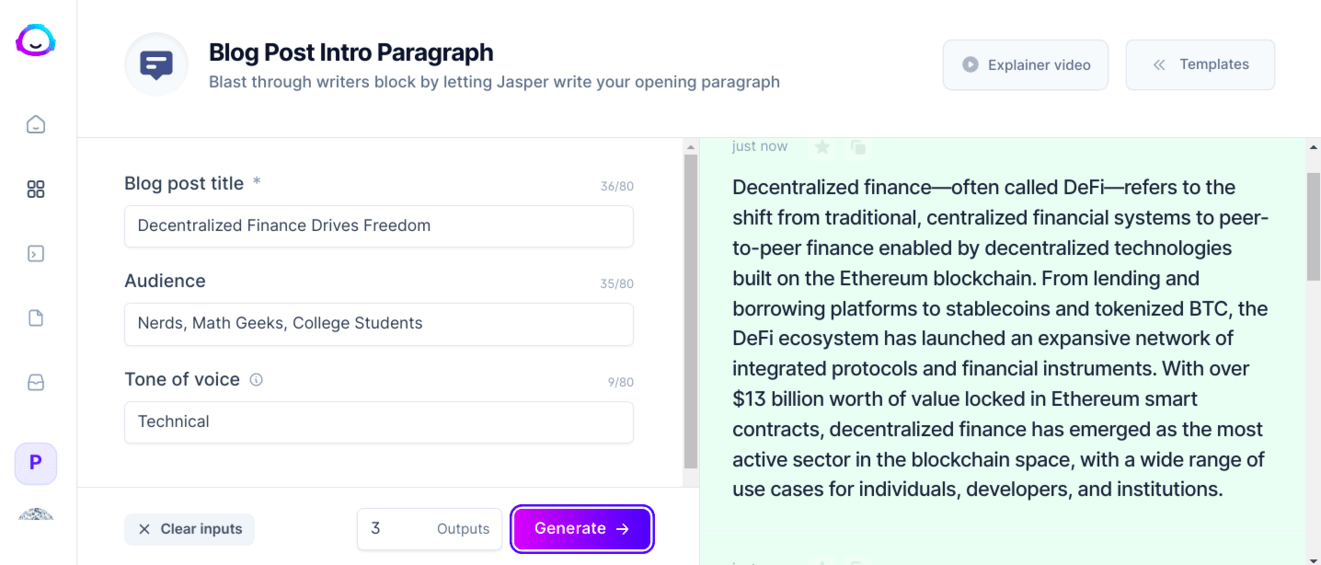 Blog Post Intro Paragraph
Blast through writers block by letting Jasper write your opening paragraph
Explainer video
Templates
Blog post title *
36/80
Decentralized Finance Drives Freedom
Audience
35/80
Nerds, Math Geeks, College Students
Tone of voice
9/80
Technical
P
Clear inputs
3
Outputs
Generate →
just now
Decentralized finance—often called DeFi—refers to the
shift from traditional, centralized financial systems to peer-
to-peer finance enabled by decentralized technologies
built on the Ethereum blockchain. From lending and
borrowing platforms to stablecoins and tokenized BTC, the
DeFi ecosystem has launched an expansive network of
integrated protocols and financial instruments. With over
$13 billion worth of value locked in Ethereum smart
contracts, decentralized finance has emerged as the most
active sector in the blockchain space, with a wide range of
use cases for individuals, developers, and institutions.